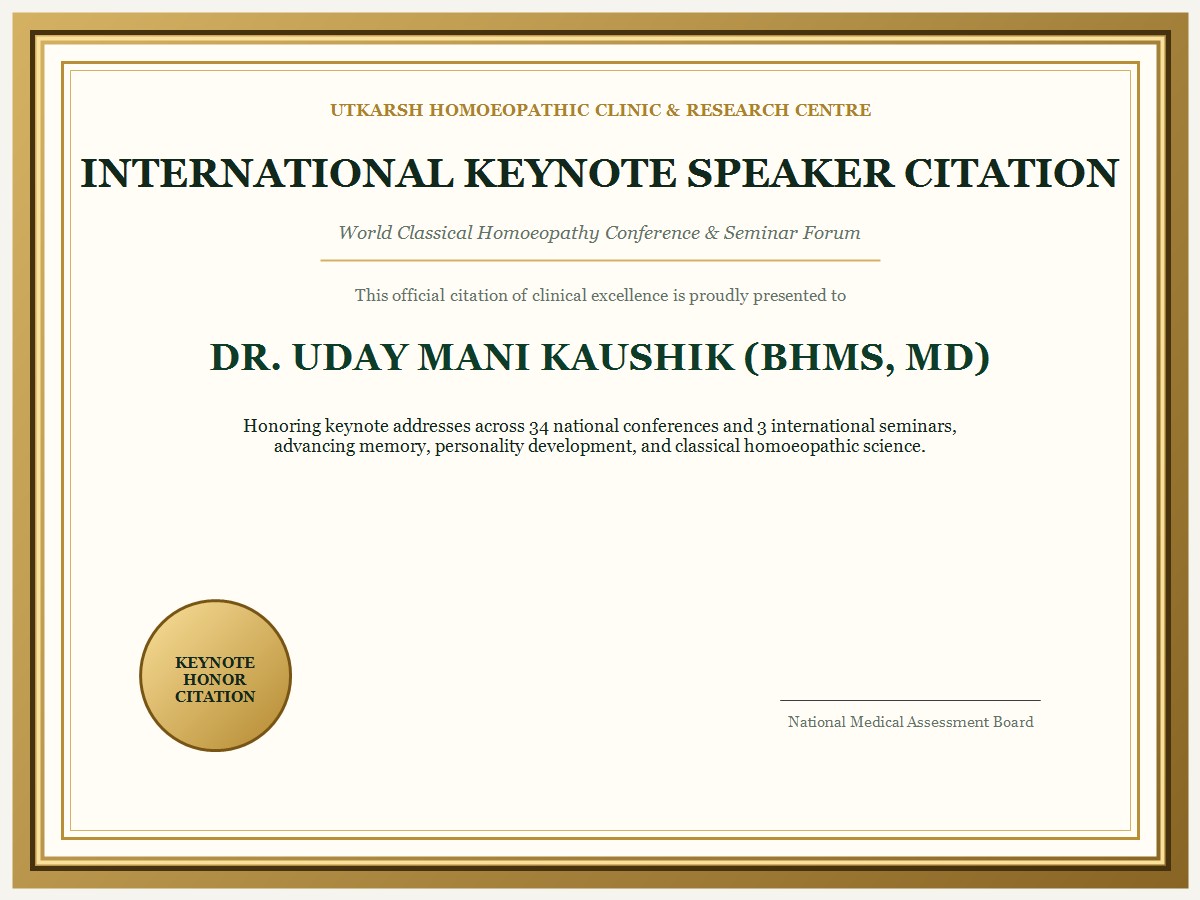 UTKARSH HOMOEOPATHIC CLINIC & RESEARCH CENTRE
INTERNATIONAL KEYNOTE SPEAKER CITATION
World Classical Homoeopathy Conference & Seminar Forum
This official citation of clinical excellence is proudly presented to
DR. UDAY MANI KAUSHIK (BHMS, MD)
Honoring keynote addresses across 34 national conferences and 3 international seminars,
advancing memory, personality development, and classical homoeopathic science.
KEYNOTE
HONOR
CITATION
National Medical Assessment Board